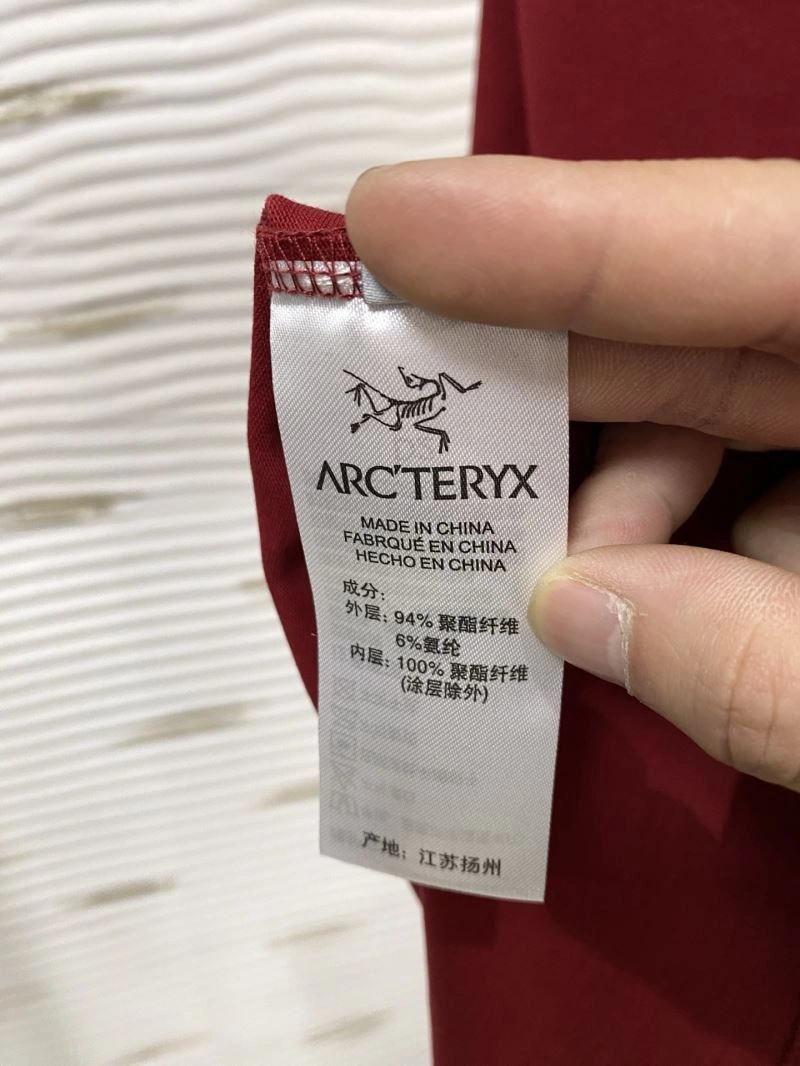 ARC'TERYX
MADE IN CHINA
FABRQUÉ EN CHINA
HECHO EN CHINA
成分:
外层: 94% 聚酯纤维
6%氨纶
内层: 100% 聚酯纤维
(涂层除外)
产地: 江苏扬州